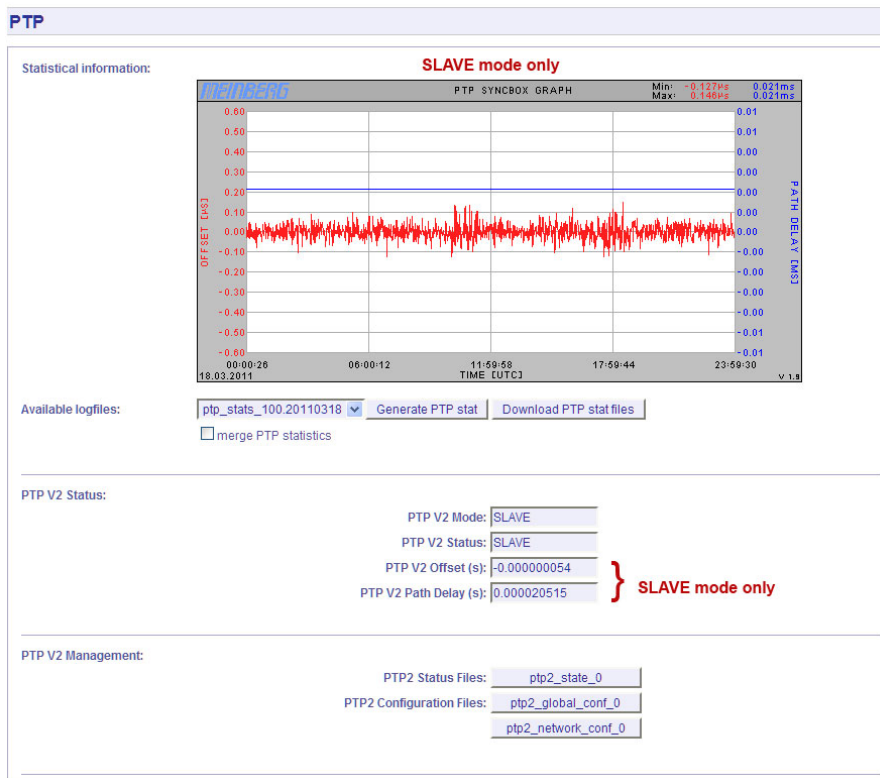 PTP
Statistical information:
SLAVE mode only
MEINBERG
PTP SYNCBOX GRAPH
Min: -0.127µs 0.021ms
Max: 0.146µs 0.021ms
0.60 0.01
0.50 0.01
0.40 0.00
0.30 0.00
0.20 0.00
0.10 0.00
0.00 0.00
-0.10 -0.00
-0.20 -0.00
-0.30 -0.00
-0.40 -0.00
-0.50 -0.01
-0.60 -0.01
OFFSET [µS]
PATH DELAY [MS]
00:00:26 06:00:12 11:59:58 17:59:44 23:59:30
18.03.2011 TIME [UTC] V 1.9
Available logfiles: ptp_stats_100.20110318 Generate PTP stat Download PTP stat files
merge PTP statistics
PTP V2 Status:
PTP V2 Mode: SLAVE
PTP V2 Status: SLAVE
PTP V2 Offset (s): -0.000000054
PTP V2 Path Delay (s): 0.000020515
} SLAVE mode only
PTP V2 Management:
PTP2 Status Files: ptp2_state_0
PTP2 Configuration Files: ptp2_global_conf_0
ptp2_network_conf_0